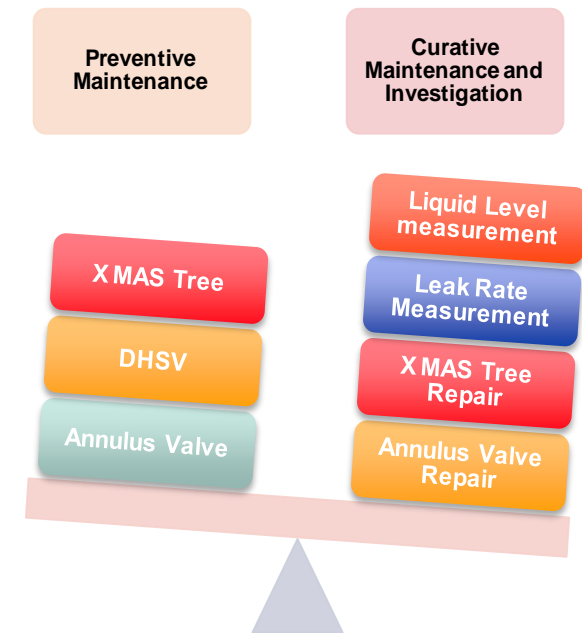 Preventive
Maintenance
Curative
Maintenance and
Investigation
X MAS Tree
DHSV
Annulus Valve
Liquid Level
measurement
Leak Rate
Measurement
X MAS Tree
Repair
Annulus Valve
Repair